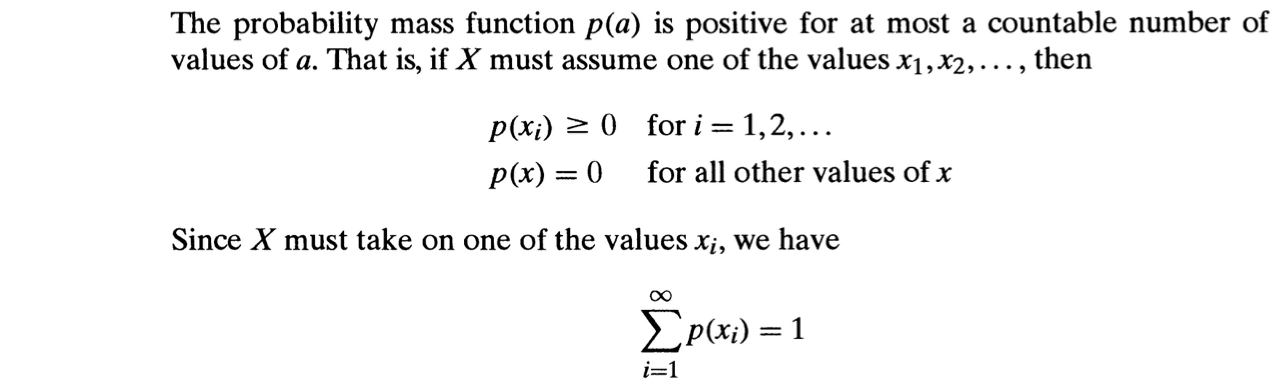 The probability mass function p(a) is positive for at most a countable number of
values of a. That is, if X must assume one of the values x₁, x₂, . . . , then
p(xᵢ) ≥ 0 for i = 1, 2, . . .
p(x) = 0 for all other values of x
Since X must take on one of the values xᵢ, we have
∞
∑ p(xᵢ) = 1
i=1